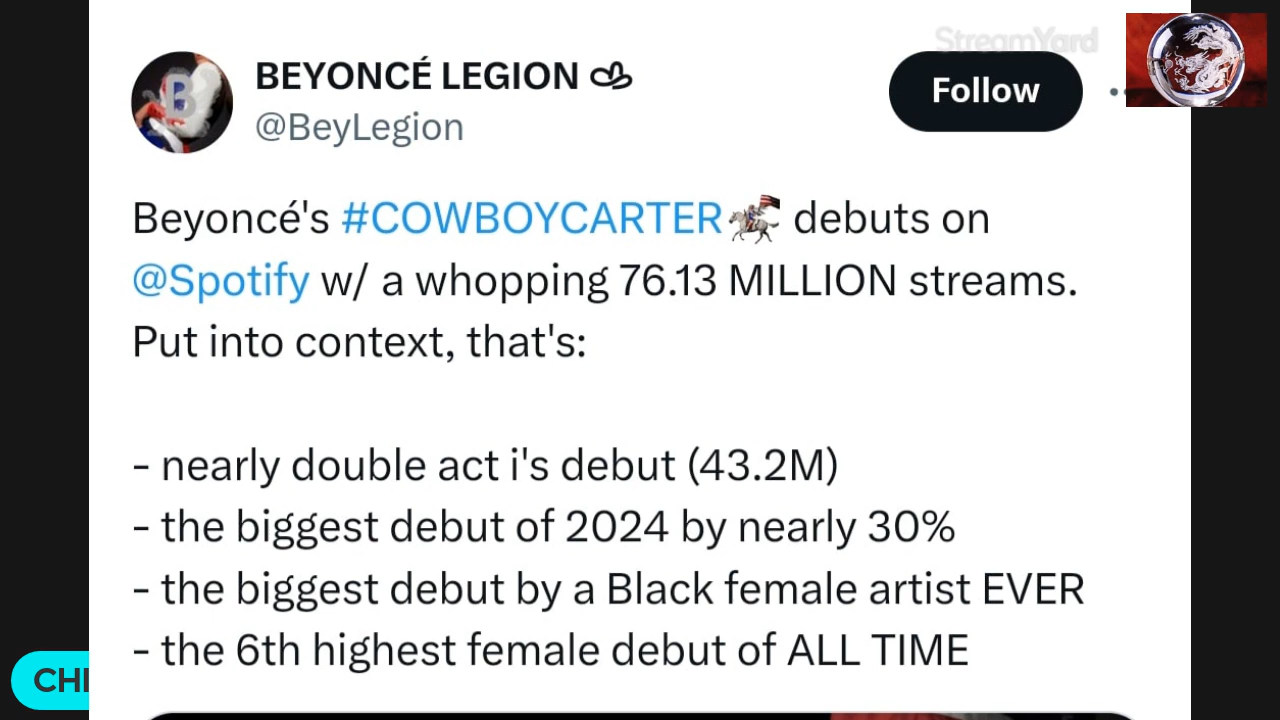 StreamYard
BEYONCÉ LEGION
@BeyLegion
Follow
Beyoncé's #COWBOYCARTER debuts on
@Spotify w/ a whopping 76.13 MILLION streams.
Put into context, that's:
- nearly double act i's debut (43.2M)
- the biggest debut of 2024 by nearly 30%
- the biggest debut by a Black female artist EVER
- the 6th highest female debut of ALL TIME